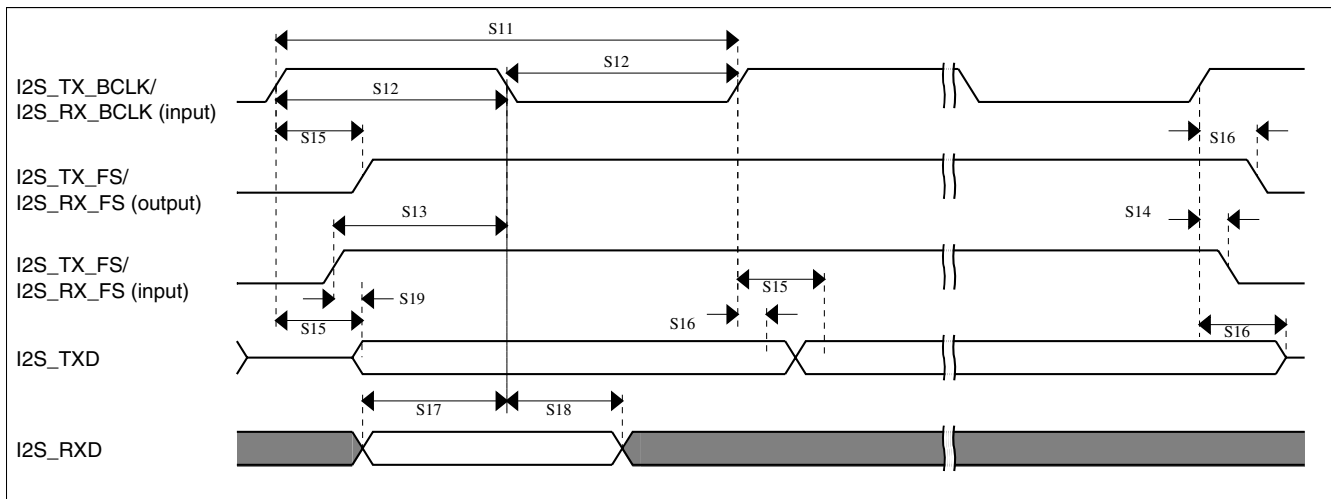 S11
I2S_TX_BCLK/
I2S_RX_BCLK (input)
S12
S12
S15
S16
I2S_TX_FS/
I2S_RX_FS (output)
S13
S14
I2S_TX_FS/
I2S_RX_FS (input)
S15
S19
S15
S16
S16
I2S_TXD
S17
S18
I2S_RXD